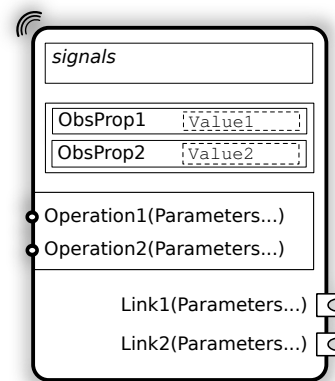 signals
ObsProp1 Value1
ObsProp2 Value2
Operation1(Parameters...)
Operation2(Parameters...)
Link1(Parameters...)
Link2(Parameters...)